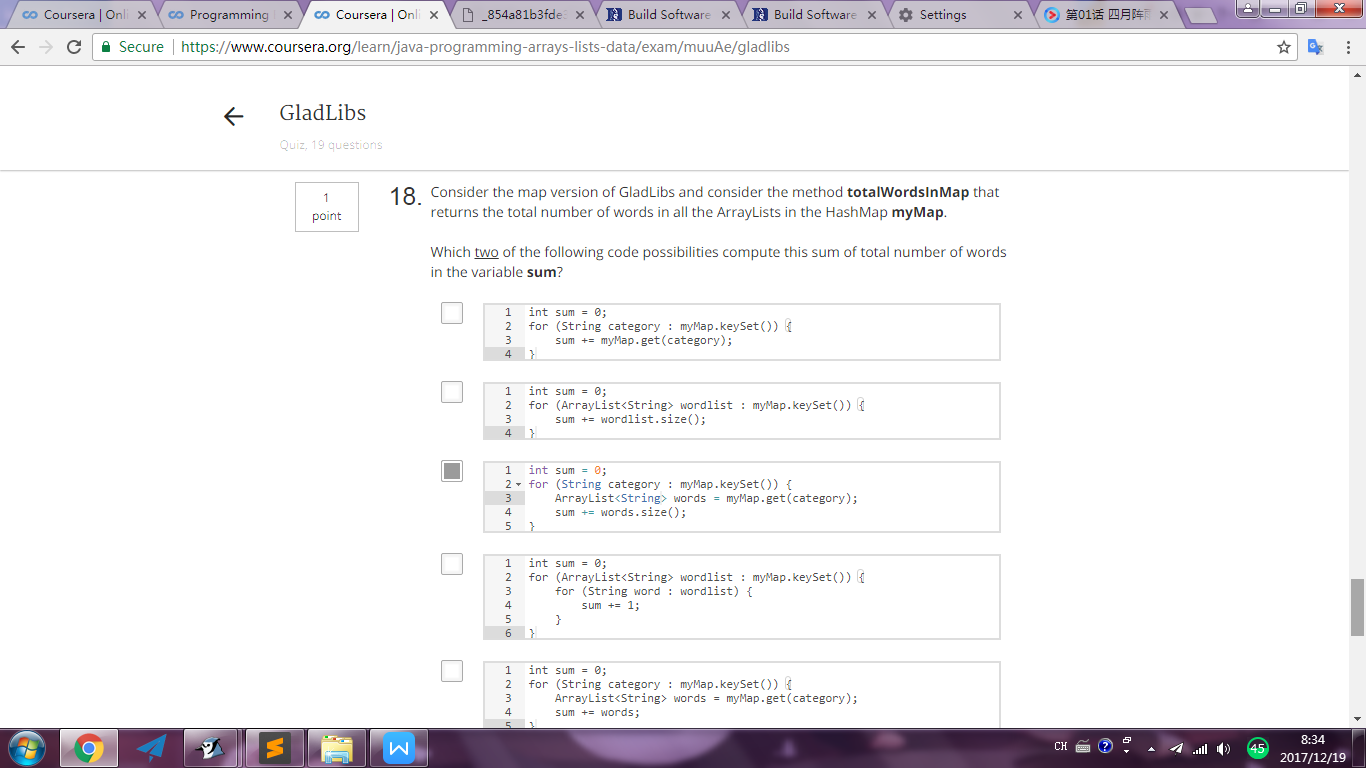 Coursera | Onli
Programming
Coursera | Onli
_854a81b3fde
Build Software
Build Software
Settings
第01话 四月阵
Secure | https://www.coursera.org/learn/java-programming-arrays-lists-data/exam/muuAe/gladlibs
GladLibs
Quiz, 19 questions
1
point
18. Consider the map version of GladLibs and consider the method totalWordsInMap that
returns the total number of words in all the ArrayLists in the HashMap myMap.
Which two of the following code possibilities compute this sum of total number of words
in the variable sum?
1 int sum = 0;
2 for (String category : myMap.keySet()) {
3 sum += myMap.get(category);
4 }
1 int sum = 0;
2 for (ArrayList<String> wordlist : myMap.keySet()) {
3 sum += wordlist.size();
4 }
1 int sum = 0;
2 for (String category : myMap.keySet()) {
3 ArrayList<String> words = myMap.get(category);
4 sum += words.size();
5 }
1 int sum = 0;
2 for (ArrayList<String> wordlist : myMap.keySet()) {
3 for (String word : wordlist) {
4 sum += 1;
5 }
6 }
1 int sum = 0;
2 for (String category : myMap.keySet()) {
3 ArrayList<String> words = myMap.get(category);
4 sum += words;
5 }
CH
45
8:34
2017/12/19